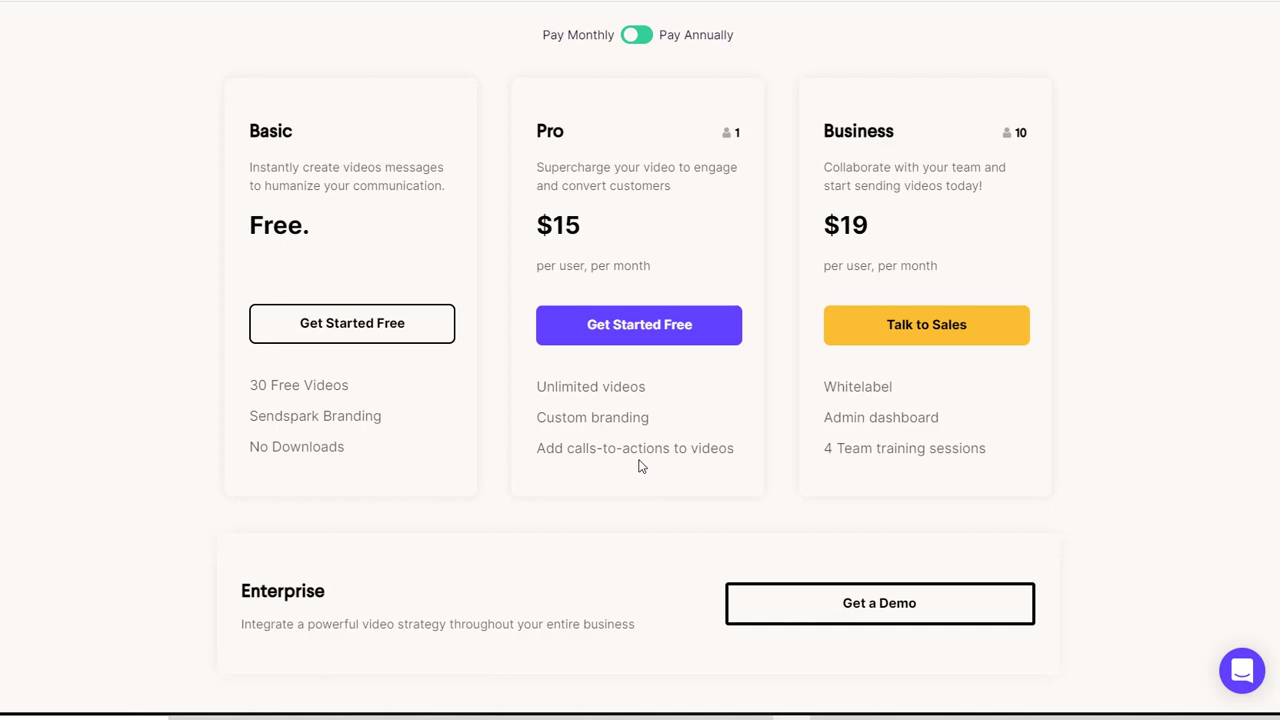 Pay Monthly Pay Annually
Basic
Instantly create videos messages
to humanize your communication.
Free.
Get Started Free
30 Free Videos
Sendspark Branding
No Downloads
Pro 1
Supercharge your video to engage
and convert customers
$15
per user, per month
Get Started Free
Unlimited videos
Custom branding
Add calls-to-actions to videos
Business 10
Collaborate with your team and
start sending videos today!
$19
per user, per month
Talk to Sales
Whitelabel
Admin dashboard
4 Team training sessions
Enterprise
Integrate a powerful video strategy throughout your entire business
Get a Demo